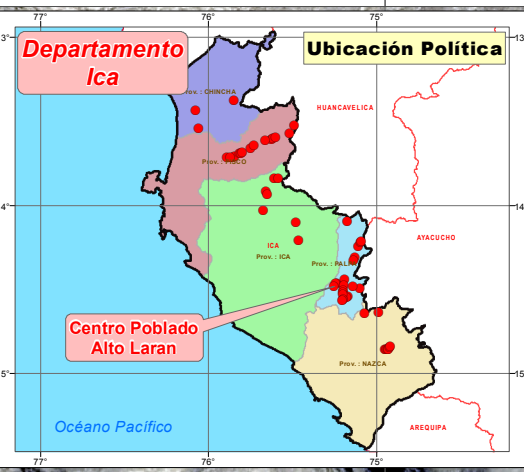 77°
76°
75°
Departamento
Ica
Ubicación Política
3°
13°
HUANCAVELICA
Prov. : CHINCHA
Prov. : PISCO
4°
14°
AYACUCHO
ICA
Prov. : ICA
Prov. : PALPA
Centro Poblado
Alto Laran
5°
15°
Prov. : NAZCA
Océano Pacífico
AREQUIPA
77°
76°
75°